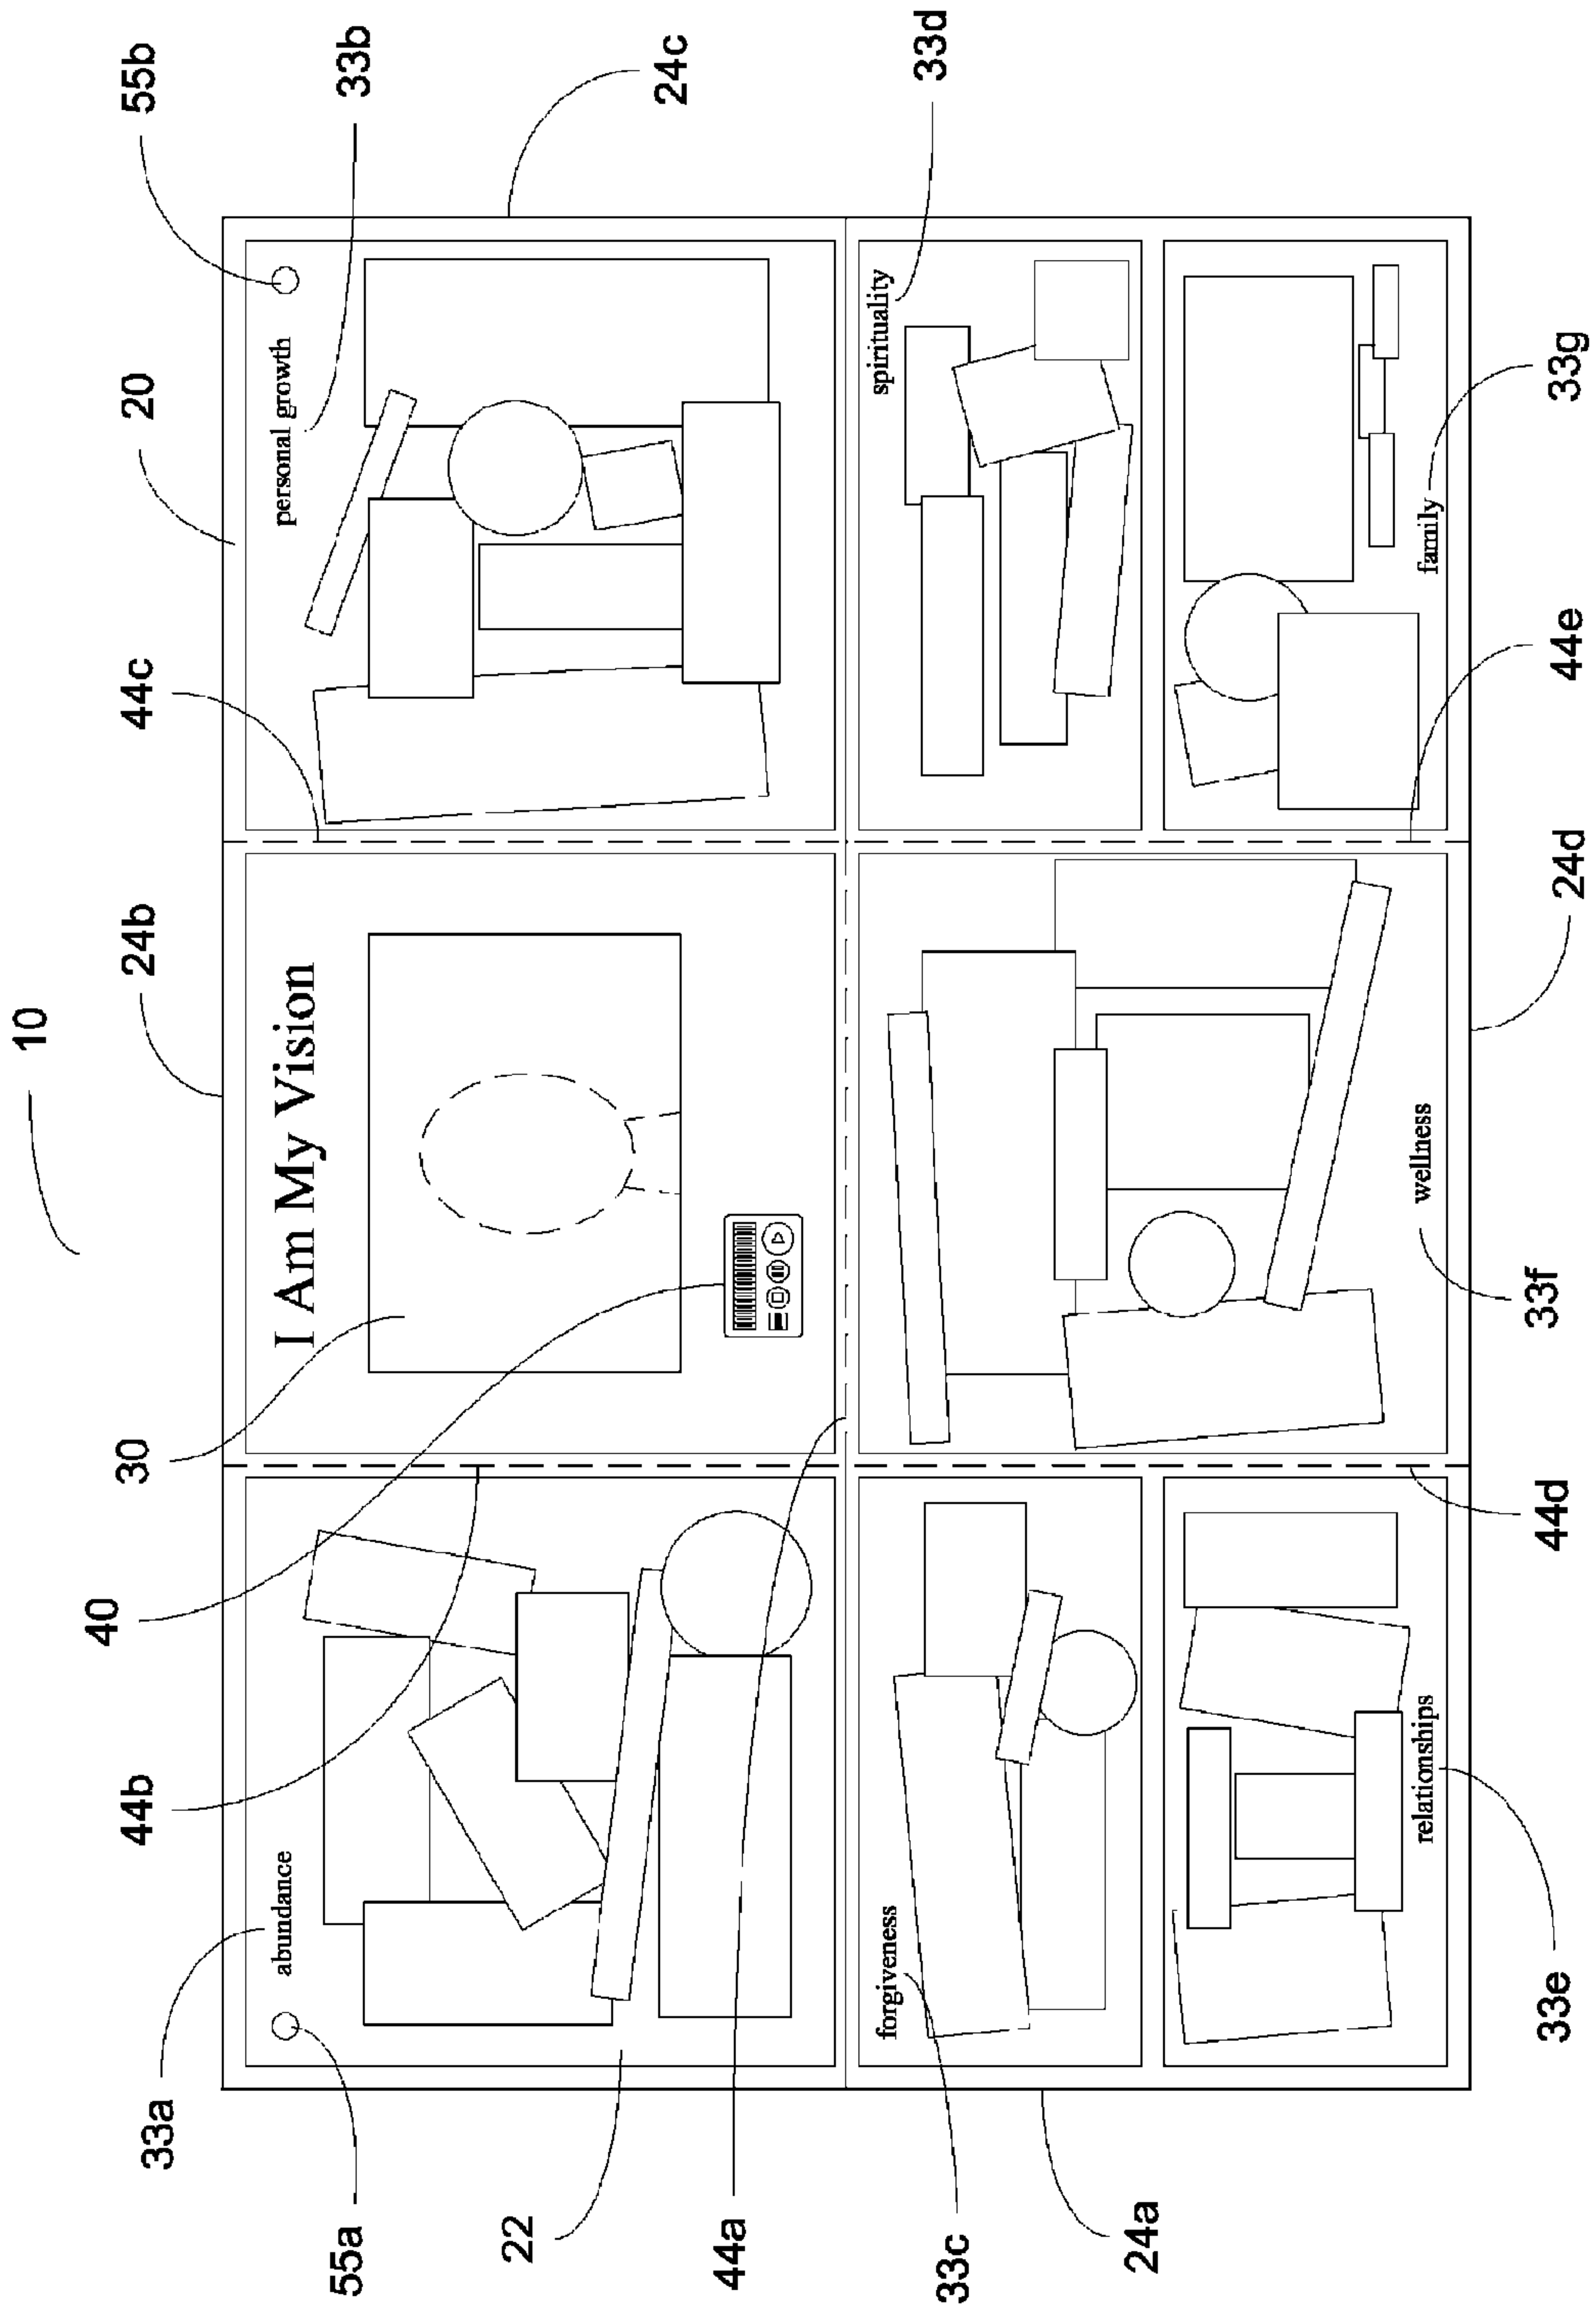 10
33a 44b 40 30 24b 44c 20 55b
55a abundance I Am My Vision personal growth 33b
22
44a 24c
forgiveness spirituality
33c 33d
24a
relationships wellness family
33e 44d 33f 24d 44e 33g